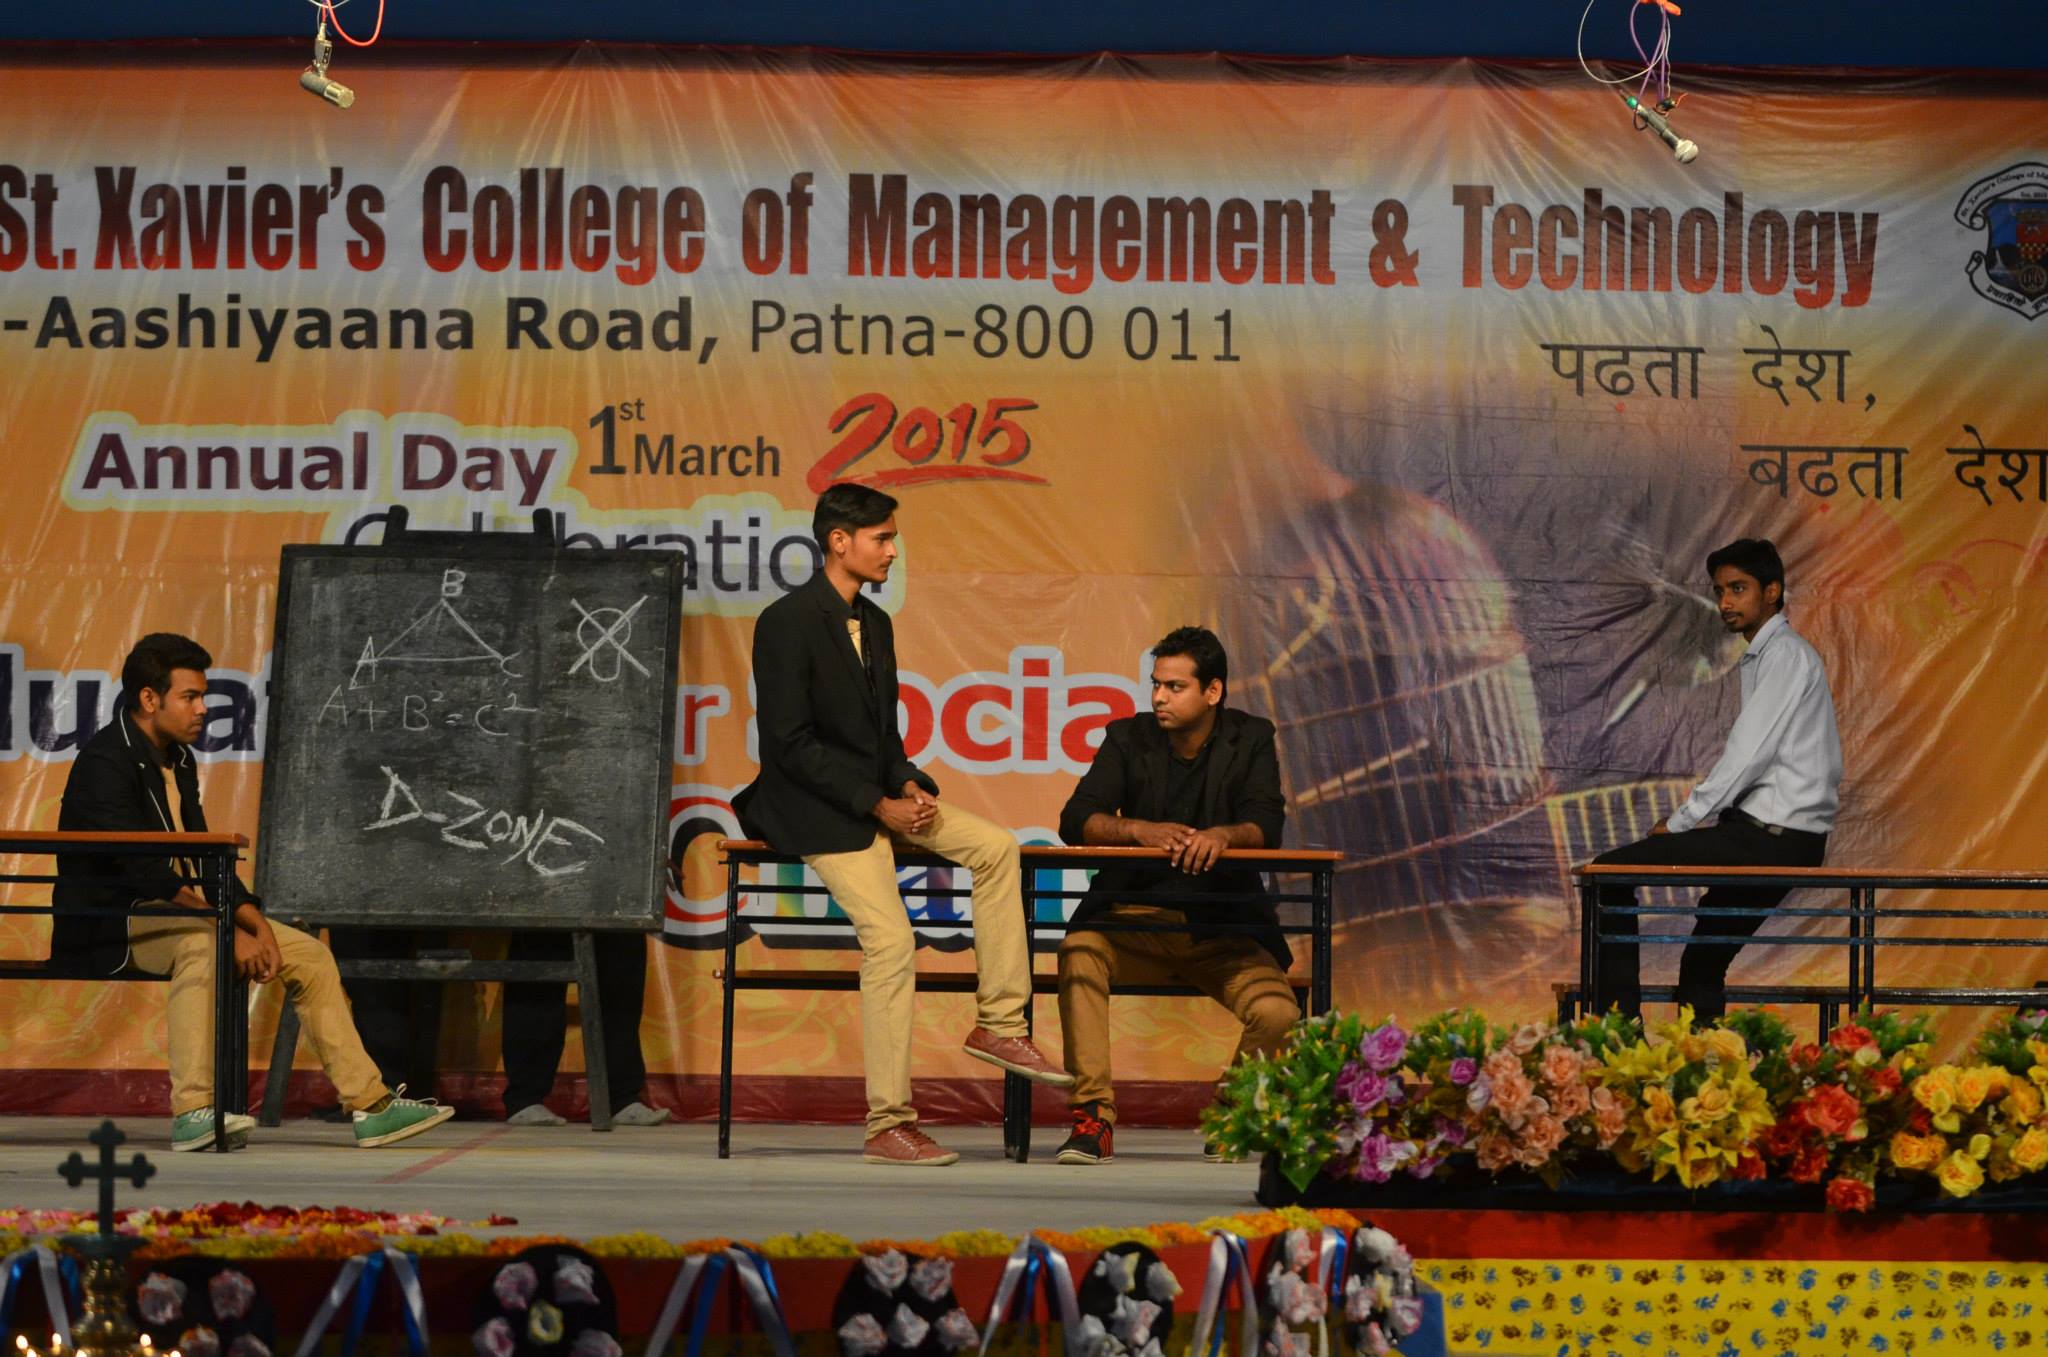 St. Xavier's College of Management & Technology
-Aashiyaana Road, Patna-800 011
पढ़ता देश,
बढ़ता देश
Annual Day 1st March 2015
B
A C
A + B² = C²
D-ZONE